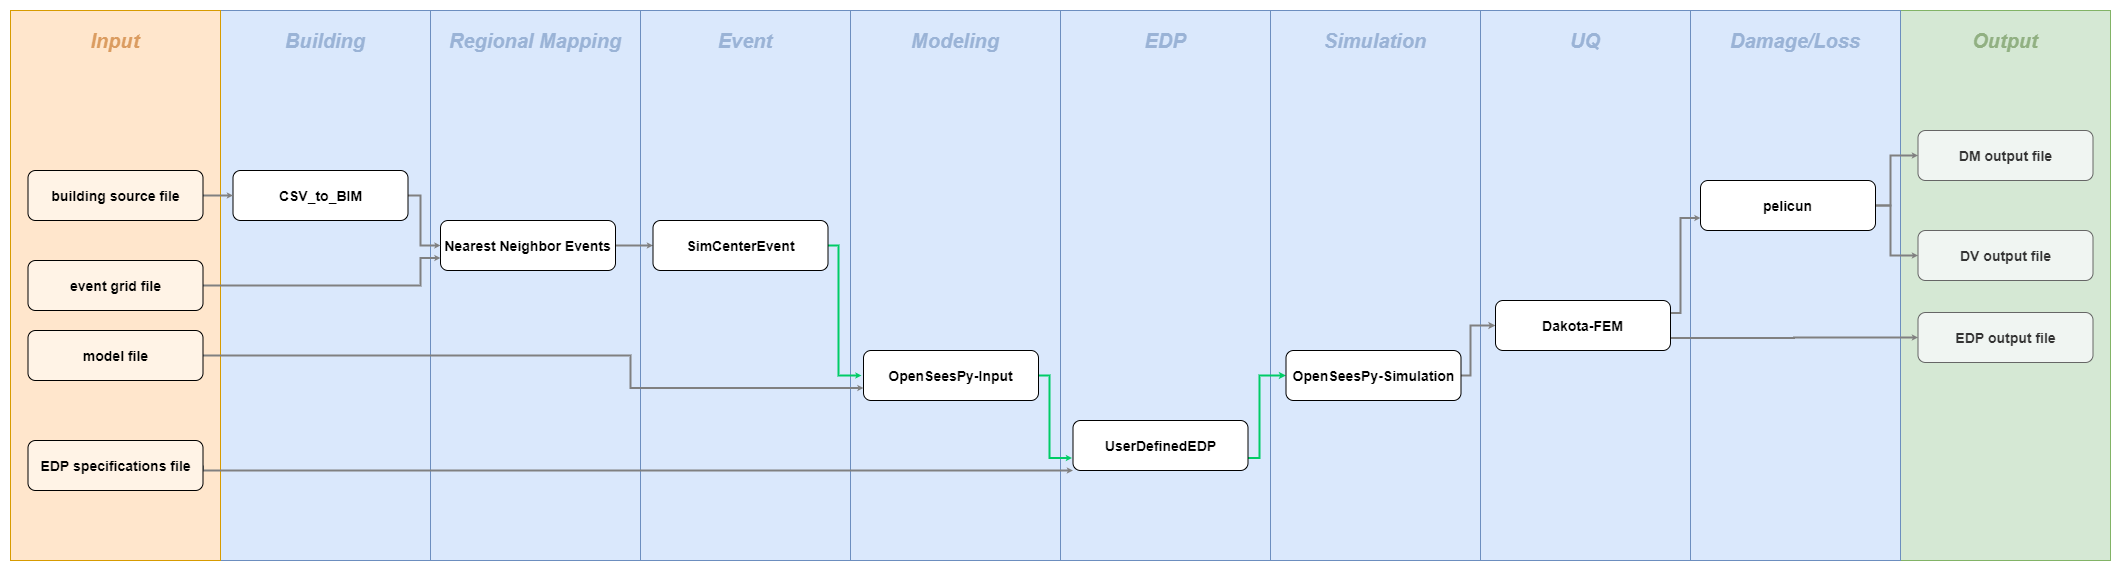 Input
Building
Regional Mapping
Event
Modeling
EDP
Simulation
UQ
Damage/Loss
Output
building source file
event grid file
model file
EDP specifications file
CSV_to_BIM
Nearest Neighbor Events
SimCenterEvent
OpenSeesPy-Input
UserDefinedEDP
OpenSeesPy-Simulation
Dakota-FEM
pelicun
DM output file
DV output file
EDP output file